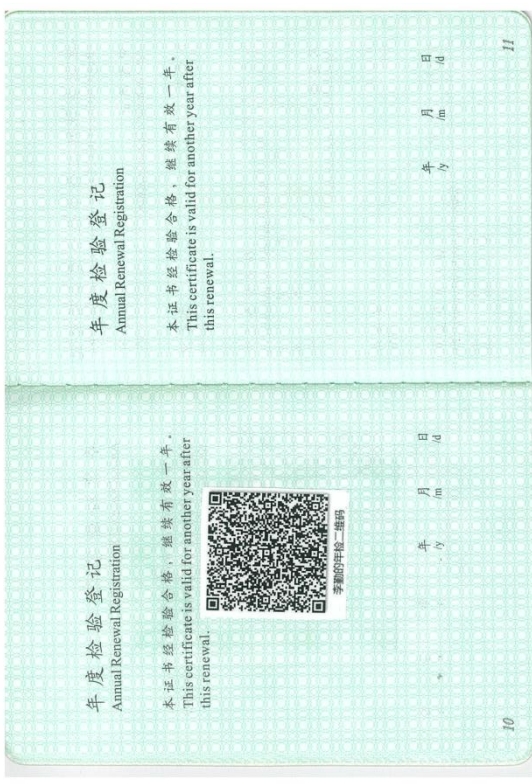 年度检验登记
Annual Renewal Registration
本证书经检验合格，继续有效一年。
This certificate is valid for another year after
this renewal.
李勤的年检二维码
年 月 日
/y /m /d
10
年度检验登记
Annual Renewal Registration
本证书经检验合格，继续有效一年。
This certificate is valid for another year after
this renewal.
年 月 日
/y /m /d
11